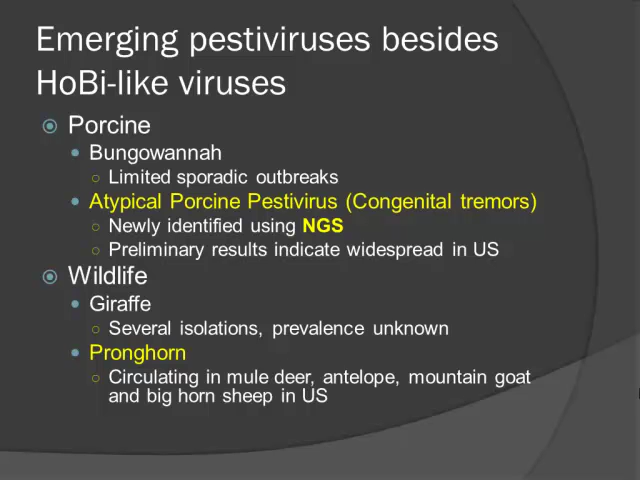 Emerging pestiviruses besides
HoBi-like viruses
Porcine
Bungowannah
Limited sporadic outbreaks
Atypical Porcine Pestivirus (Congenital tremors)
Newly identified using NGS
Preliminary results indicate widespread in US
Wildlife
Giraffe
Several isolations, prevalence unknown
Pronghorn
Circulating in mule deer, antelope, mountain goat
and big horn sheep in US